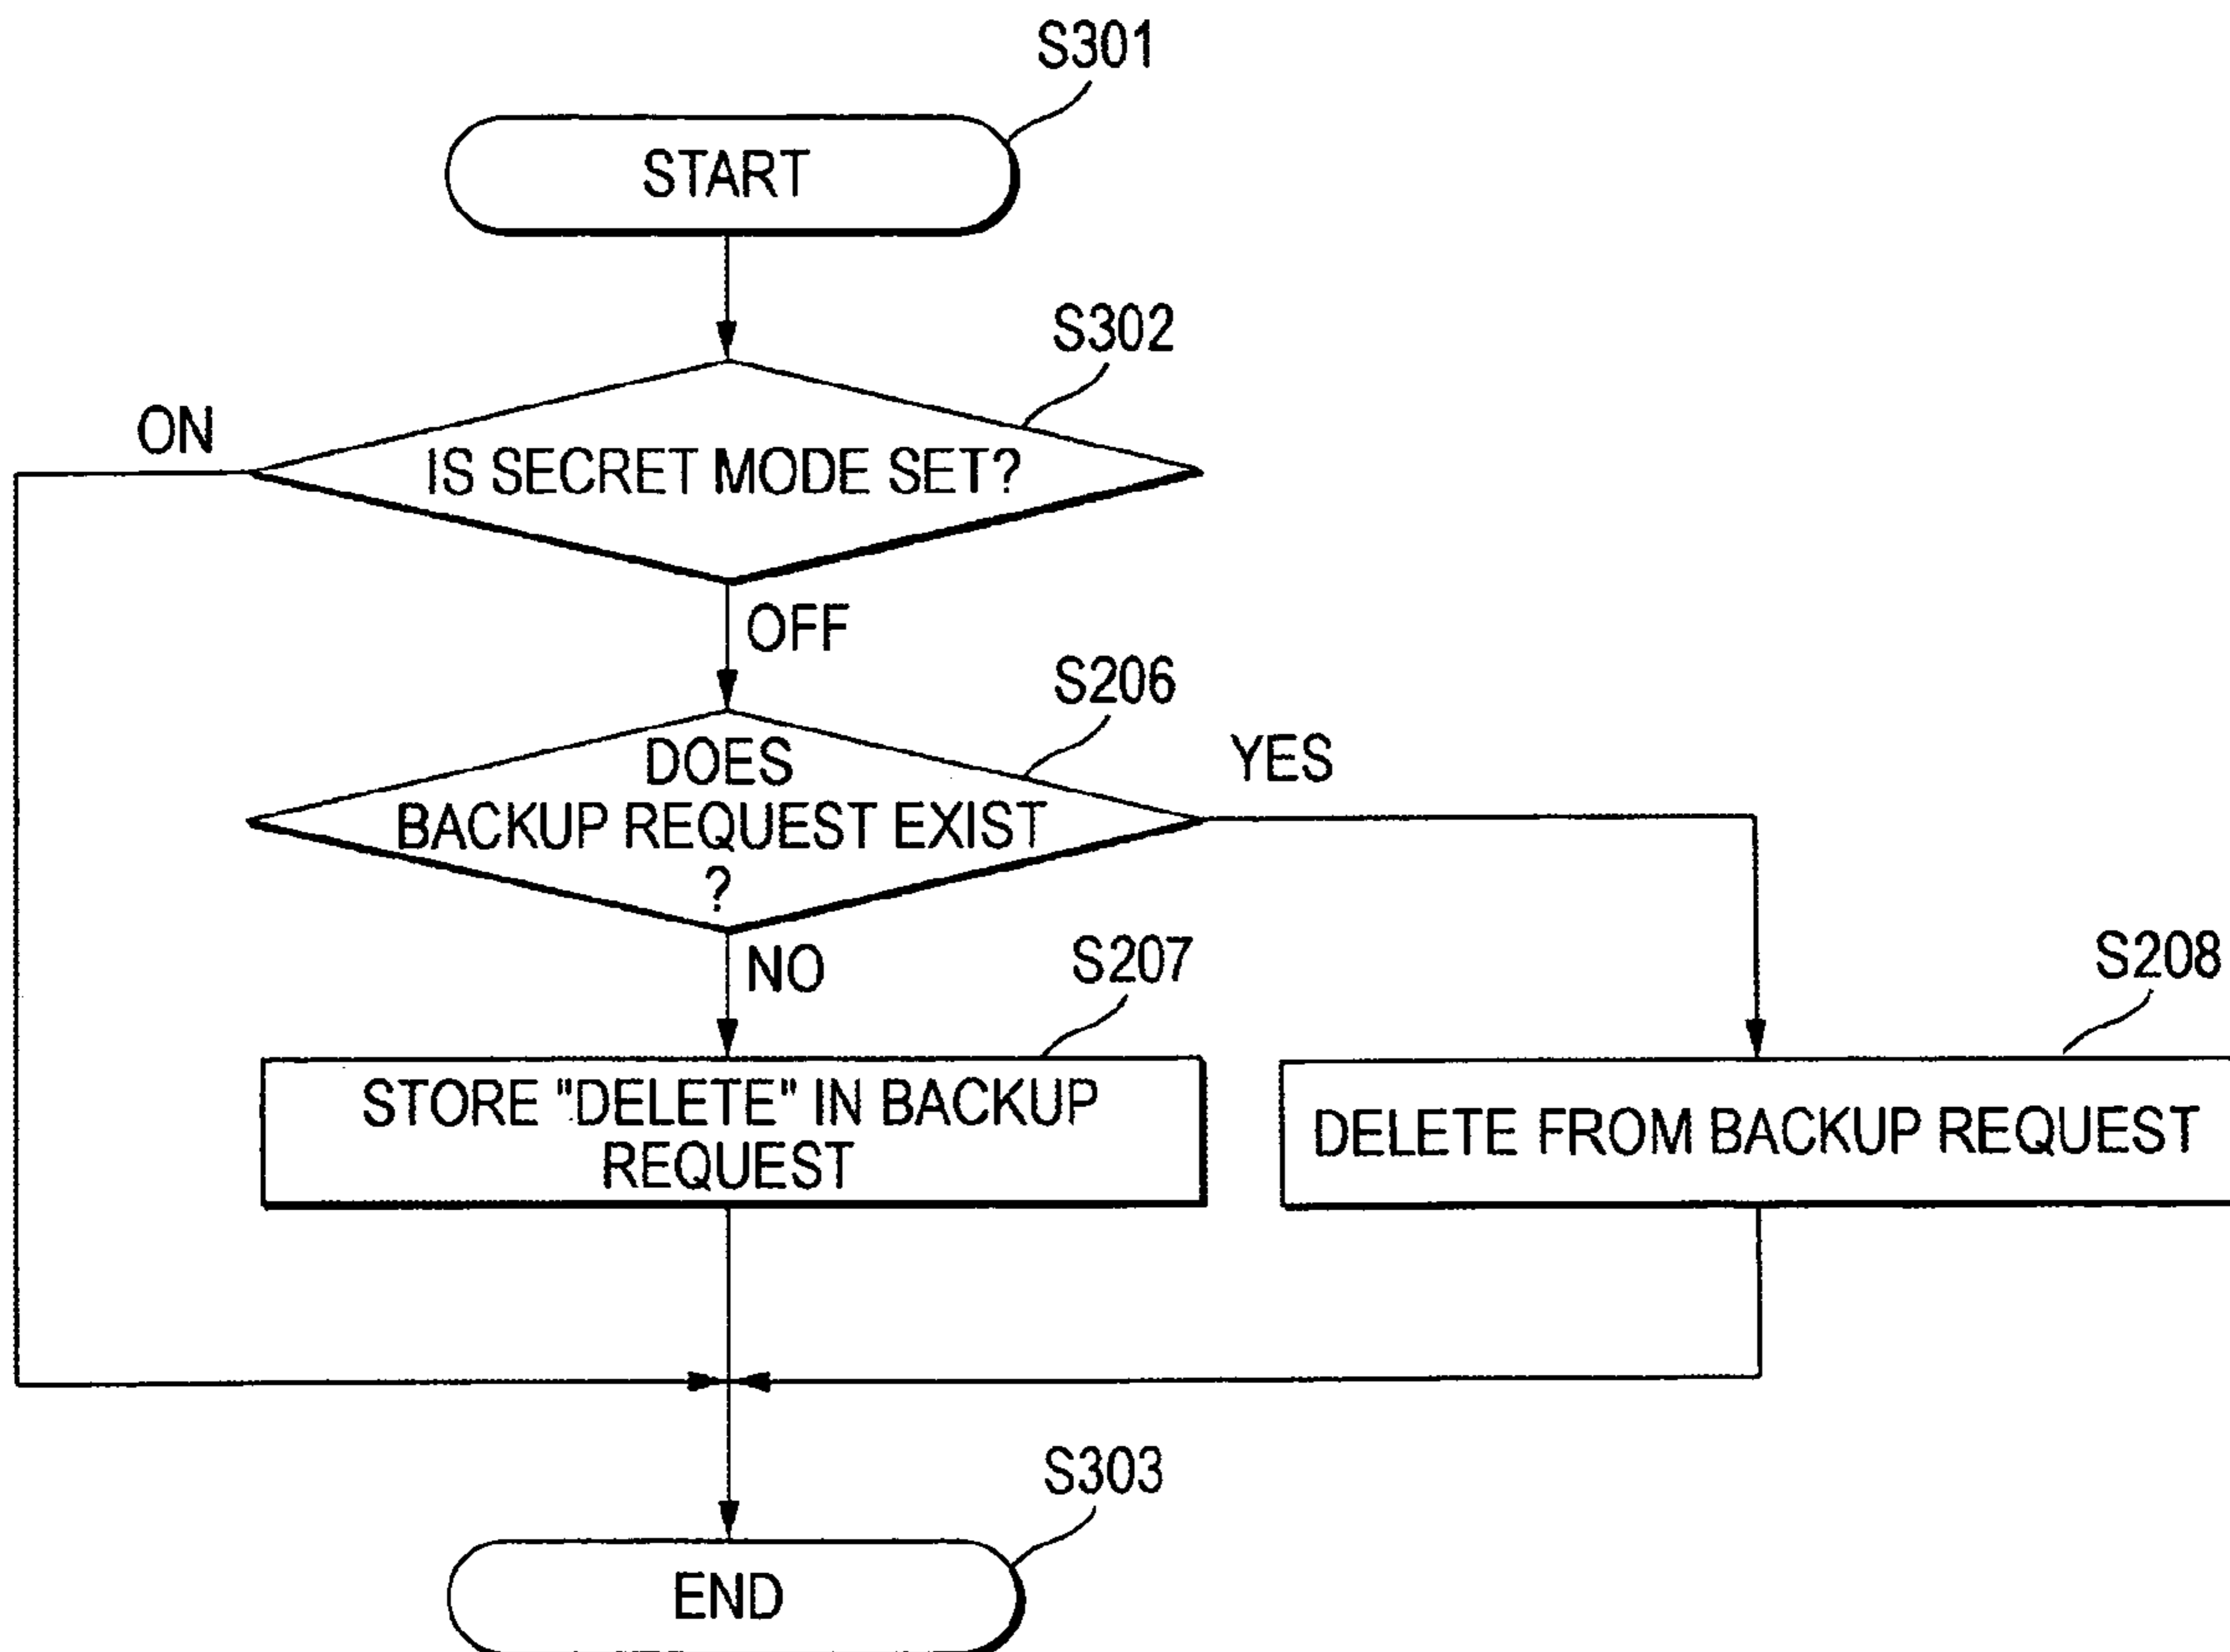 S301
START
S302
ON
IS SECRET MODE SET?
OFF
S206
DOES
BACKUP REQUEST EXIST
?
YES
NO
S207
S208
STORE "DELETE" IN BACKUP
REQUEST
DELETE FROM BACKUP REQUEST
S303
END